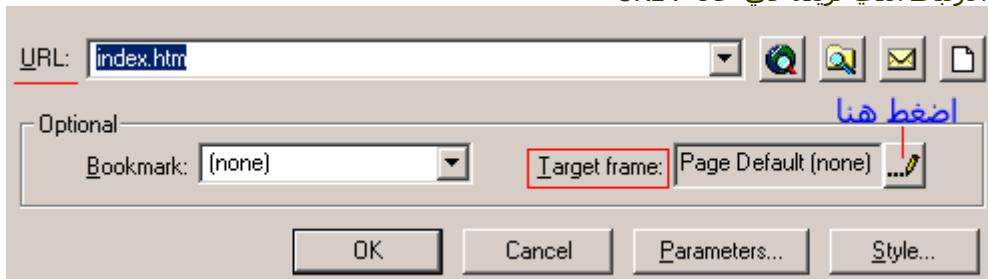 URL: index.htm
اضغط هنا
Optional
Bookmark: (none) Target frame: Page Default (none) ...
OK Cancel Parameters... Style...